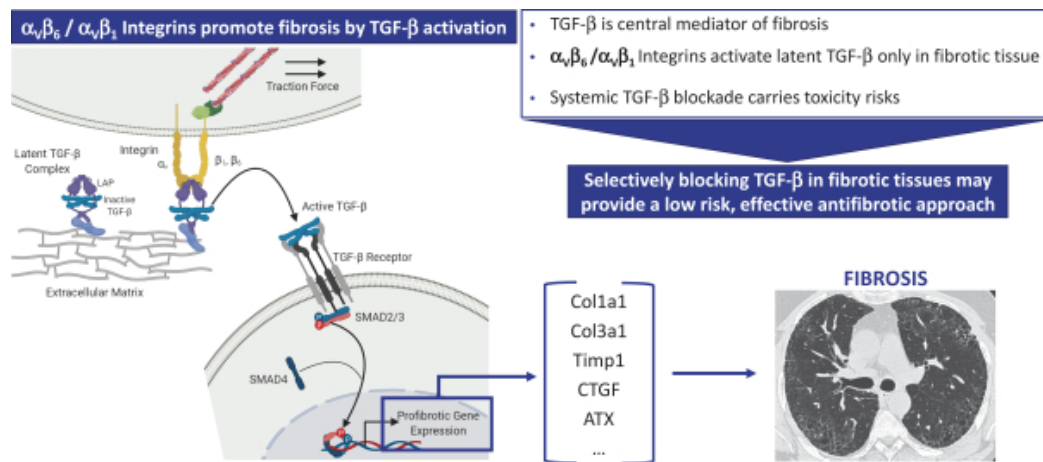 αvβ6 / αvβ1 Integrins promote fibrosis by TGF-β activation
• TGF-β is central mediator of fibrosis
• αvβ6/αvβ1 Integrins activate latent TGF-β only in fibrotic tissue
• Systemic TGF-β blockade carries toxicity risks
Selectively blocking TGF-β in fibrotic tissues may
provide a low risk, effective antifibrotic approach
Traction Force
Integrin
αv
β1, β6
Latent TGF-β
Complex
LAP
Inactive
TGF-β
Extracellular Matrix
Active TGF-β
TGF-β Receptor
SMAD2/3
SMAD4
Profibrotic Gene
Expression
Col1a1
Col3a1
Timp1
CTGF
ATX
...
FIBROSIS